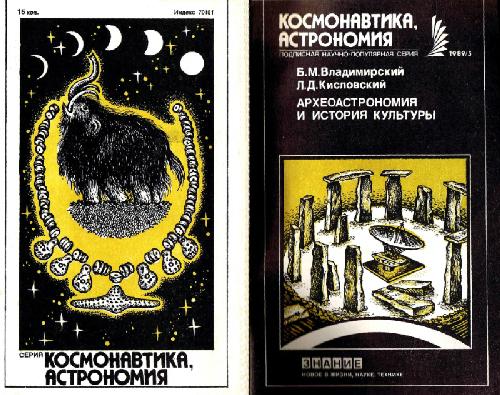 15 коп.
Индекс 70101
СЕРИЯ
КОСМОНАВТИКА,
АСТРОНОМИЯ
КОСМОНАВТИКА,
АСТРОНОМИЯ
ПОДПИСНАЯ НАУЧНО-ПОПУЛЯРНАЯ СЕРИЯ
1989/5
Б.М.Владимирский
Л.Д.Кисловский
АРХЕОАСТРОНОМИЯ
И ИСТОРИЯ КУЛЬТУРЫ
ЗНАНИЕ
НОВОЕ В ЖИЗНИ, НАУКЕ, ТЕХНИКЕ